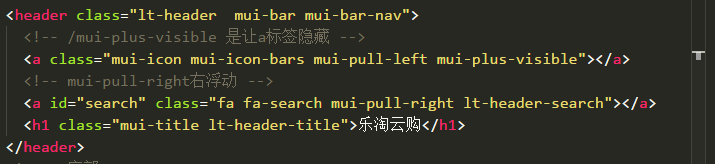 <header class="lt-header  mui-bar mui-bar-nav">
<!-- /mui-plus-visible 是让a标签隐藏 -->
<a class="mui-icon mui-icon-bars mui-pull-left mui-plus-visible"></a>
<!-- mui-pull-right右浮动 -->
<a id="search" class="fa fa-search mui-pull-right lt-header-search"></a>
<h1 class="mui-title lt-header-title">乐淘云购</h1>
</header>